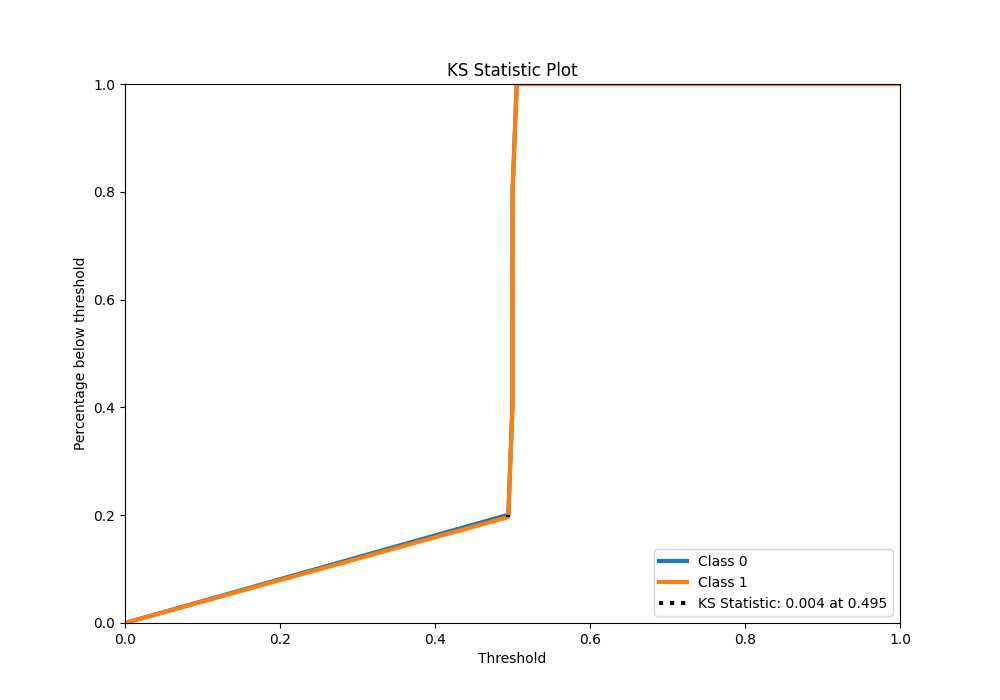 KS Statistic Plot
1.0
0.8
0.6
0.4
0.2
0.0
Percentage below threshold
0.0 0.2 0.4 0.6 0.8 1.0
Threshold
Class 0
Class 1
KS Statistic: 0.004 at 0.495